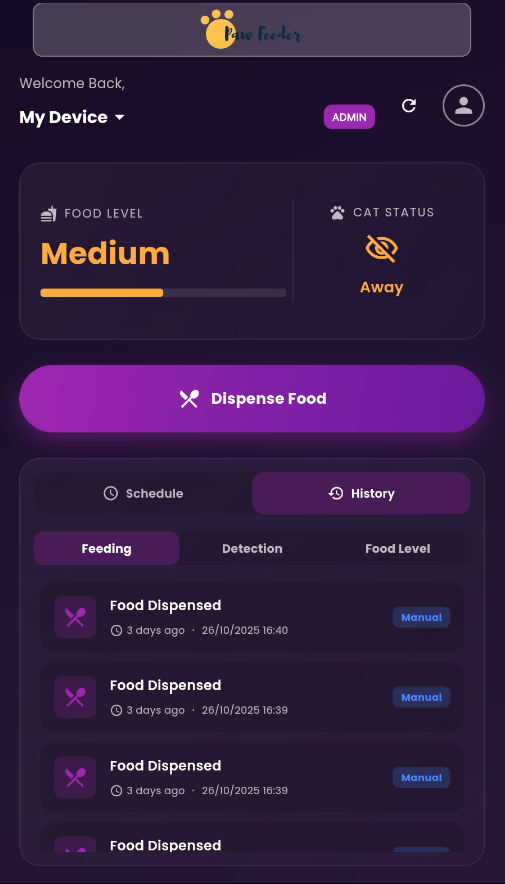 Paw Feeder
Welcome Back,
My Device
ADMIN
FOOD LEVEL
CAT STATUS
Medium
Away
Dispense Food
Schedule
History
Feeding
Detection
Food Level
Food Dispensed
3 days ago · 26/10/2025 16:40
Manual
Food Dispensed
3 days ago · 26/10/2025 16:39
Manual
Food Dispensed
3 days ago · 26/10/2025 16:39
Manual
Food Dispensed